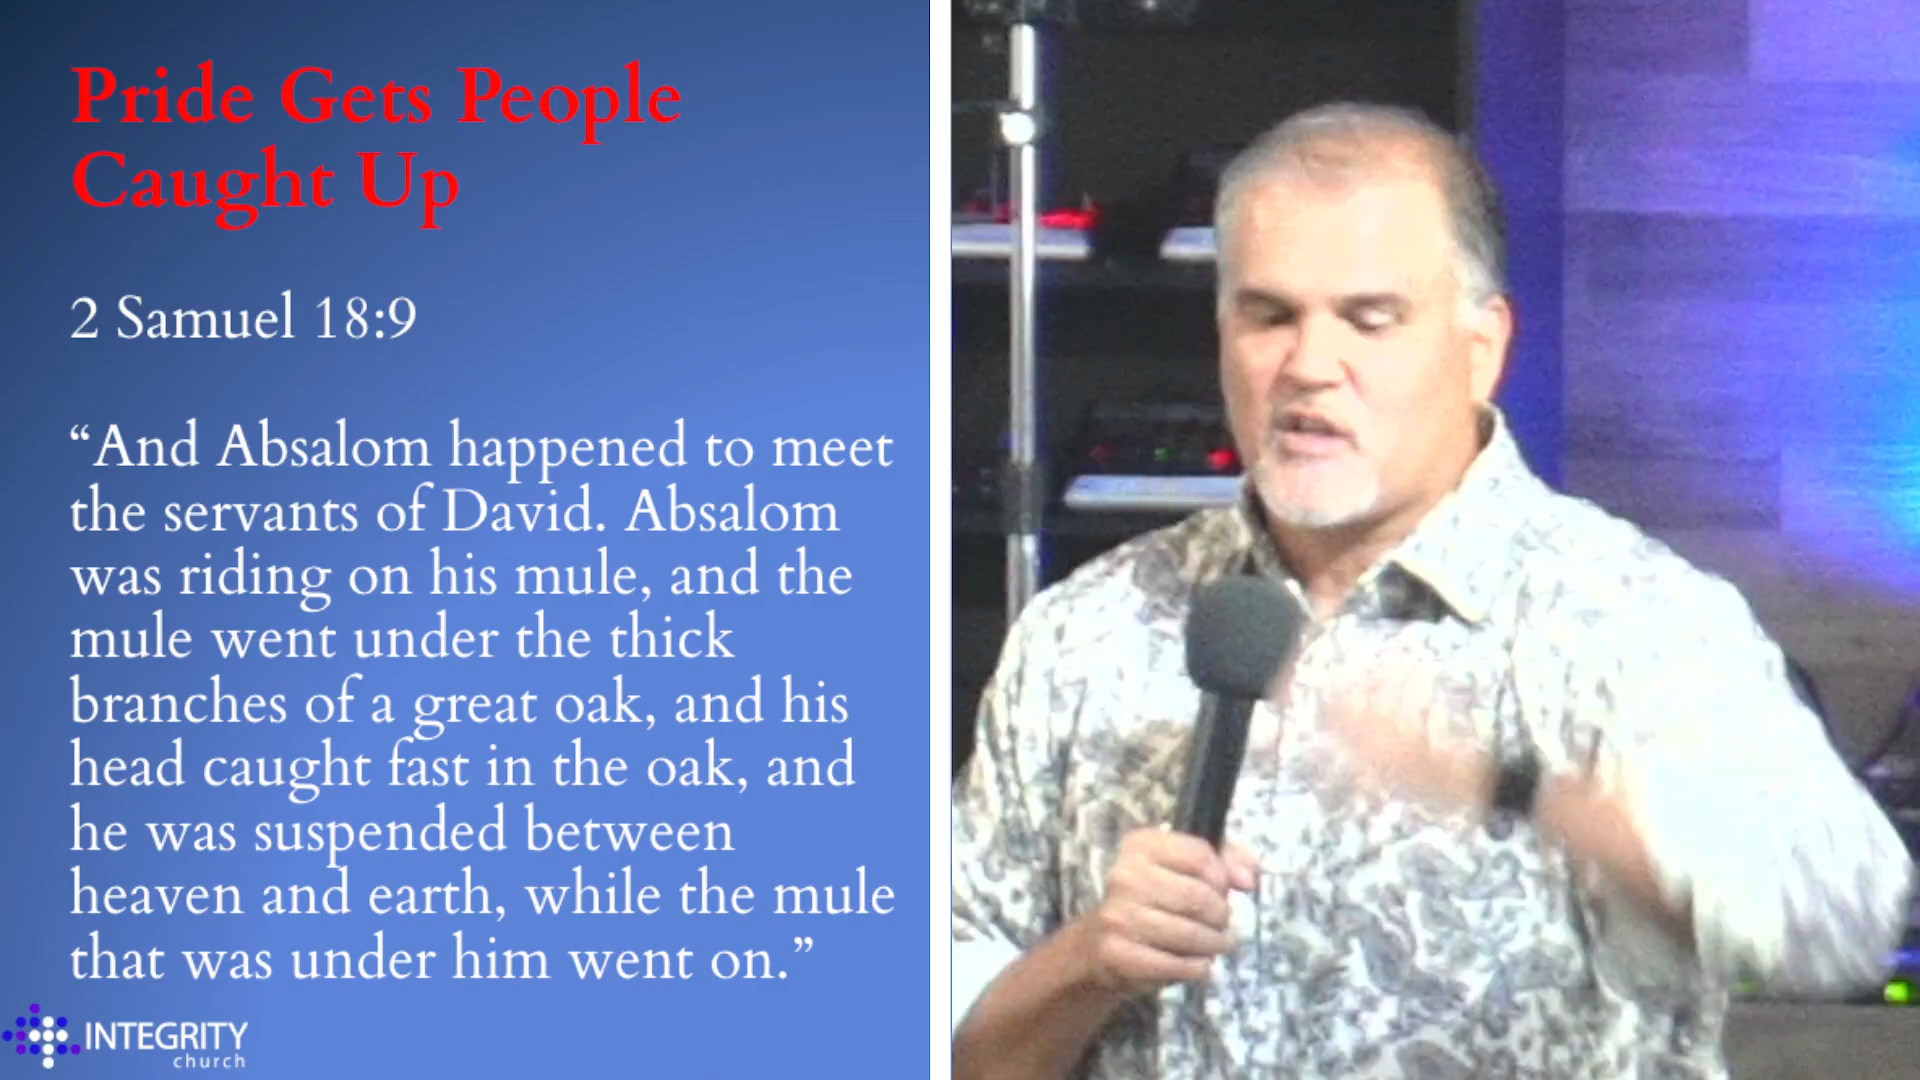 Pride Gets People
Caught Up
2 Samuel 18:9
“And Absalom happened to meet
the servants of David. Absalom
was riding on his mule, and the
mule went under the thick
branches of a great oak, and his
head caught fast in the oak, and
he was suspended between
heaven and earth, while the mule
that was under him went on.”
INTEGRITY
church